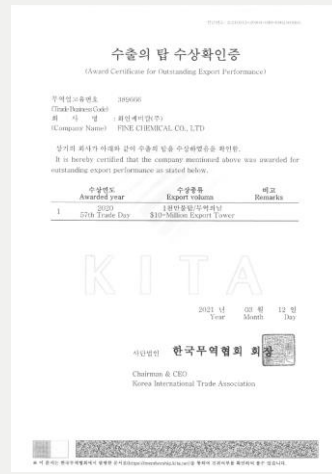 수출의 탑 수상확인증
(Award Certificate for Outstanding Export Performance)
무역업고유번호
(Trade Business Code)
회 사 명 : 화인케미칼(주)
(Company Name) FINE CHEMICAL CO., LTD
상기의 회사가 아래와 같이 수출의 탑을 수상하였음을 확인함.
It is hereby certified that the company mentioned above was awarded for
outstanding export performance as stated below.
수상연도 수상종류 비고
Awarded year Export volumn Remarks
1 2020 1천만불탑/무역의날
57th Trade Day $10-Million Export Tower
KITA
2021 년 03 월 12 일
Year Month Day
사단법인 한국무역협회 회장
Chairman & CEO
Korea International Trade Association